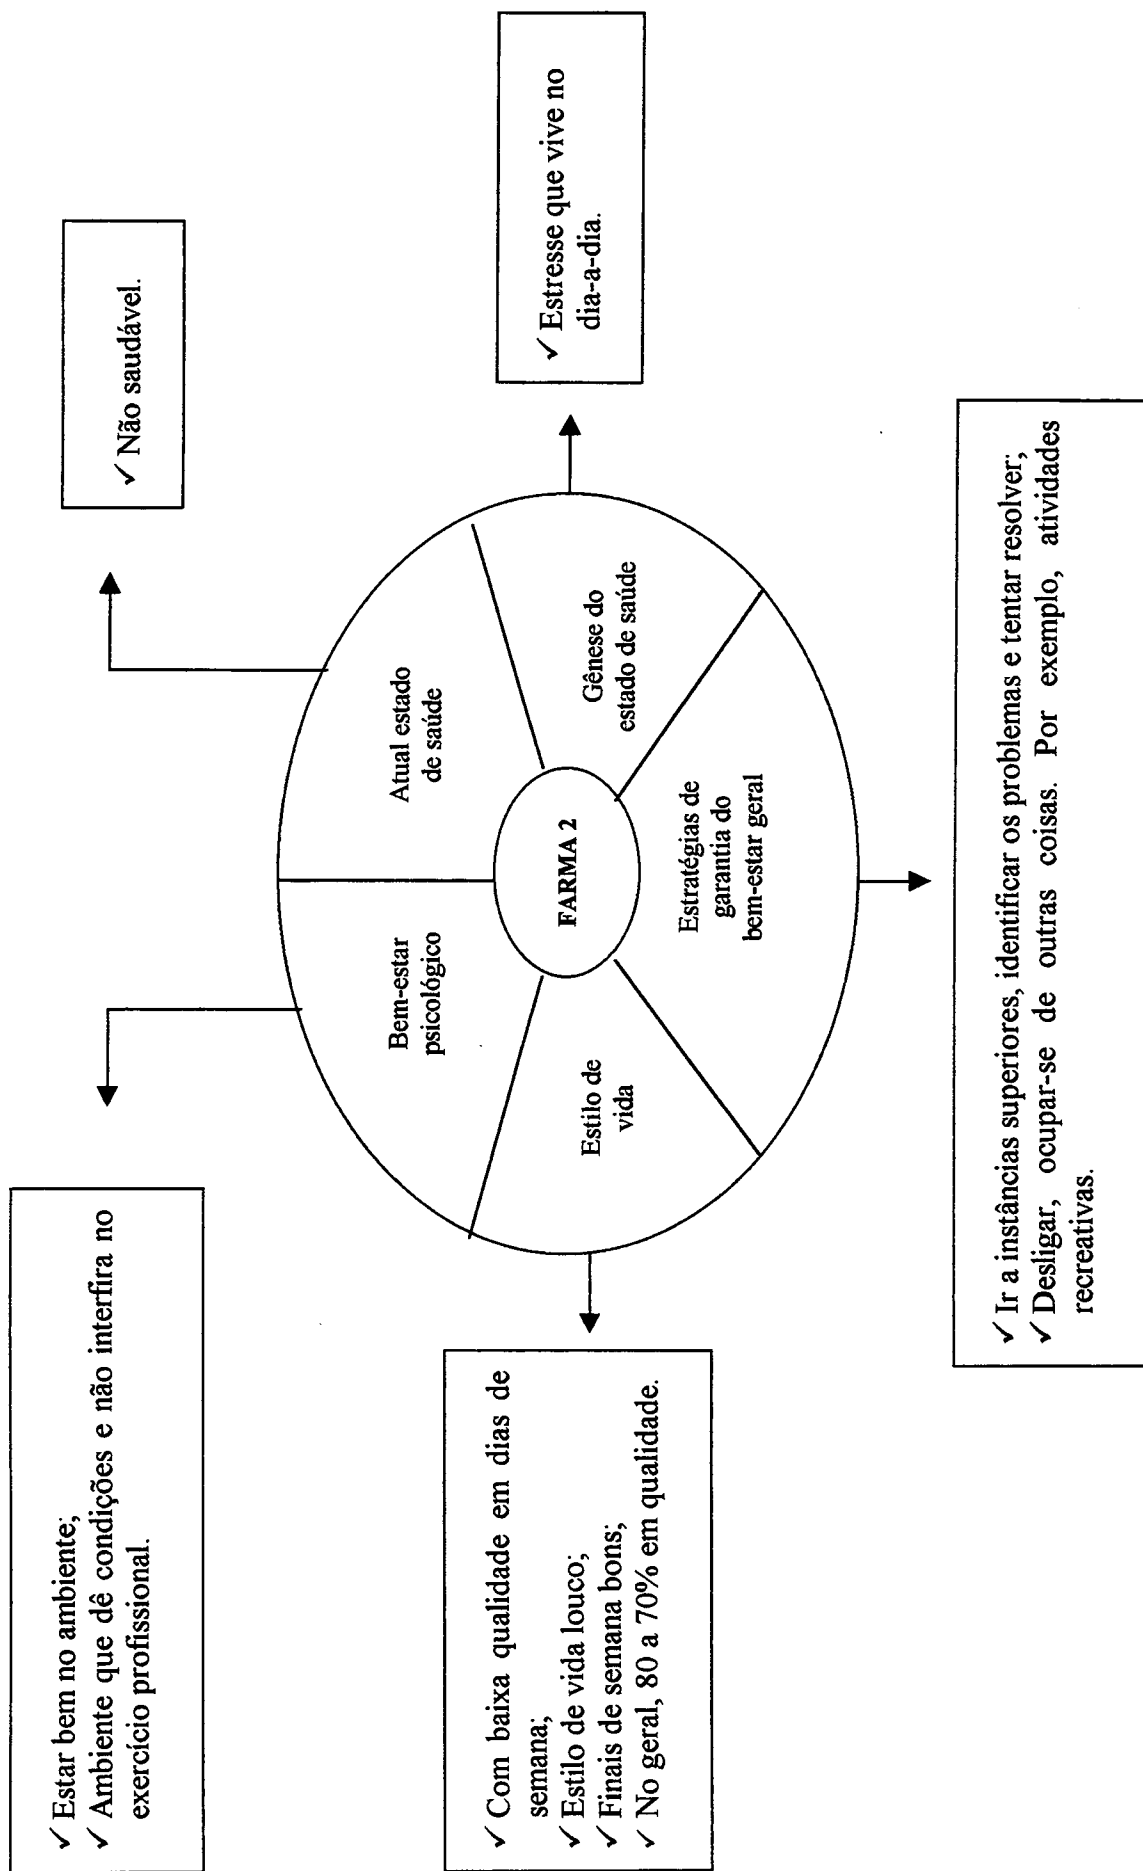 ✓ Estar bem no ambiente;
✓ Ambiente que dê condições e não interfira no
exercício profissional.
✓ Não saudável.
Bem-estar
psicológico
Atual estado
de saúde
✓ Com baixa qualidade em dias de
semana;
✓ Estilo de vida louco;
✓ Finais de semana bons;
✓ No geral, 80 a 70% em qualidade.
Estilo de
vida
FARMA 2
Gênese do
estado de saúde
✓ Estresse que vive no
dia-a-dia.
Estratégias de
garantia do
bem-estar geral
✓ Ir a instâncias superiores, identificar os problemas e tentar resolver;
✓ Desligar, ocupar-se de outras coisas. Por exemplo, atividades
recreativas.